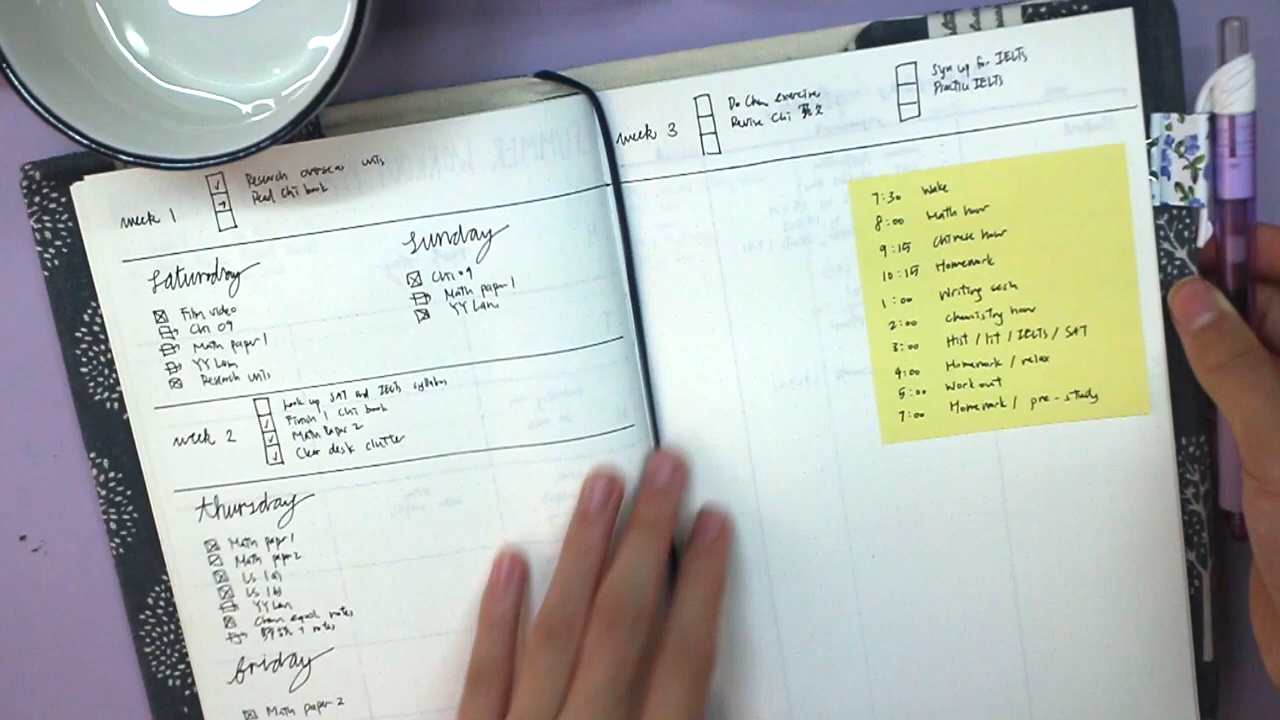 week 1
Research overseas unis
Read Chi book
Saturday
Film video
Chi 09
Math paper 1
YY Lam
Research unis
Sunday
Chi 09
Math paper 1
YY Lam
week 2
Look up SAT and IELTS syllabus
Finish 1 Chi book
Math Paper 2
Clear desk clutter
Thursday
Math paper 1
Math paper 2
LS 1(a)
LS 1(b)
YY Lam
Chem equil notes
notes
Friday
Math paper 2
week 3
Do Chem exercise
Revise Chi
Sign up for IELTS
Practice IELTS
7:30 Wake
8:00 Math hour
9:15 Chinese hour
10:15 Homework
1:00 Writing sesh
2:00 Chemistry hour
3:00 Hist / Lit / IELTS / SAT
4:00 Homework / relax
5:00 Work out
7:00 Homework / pre-study